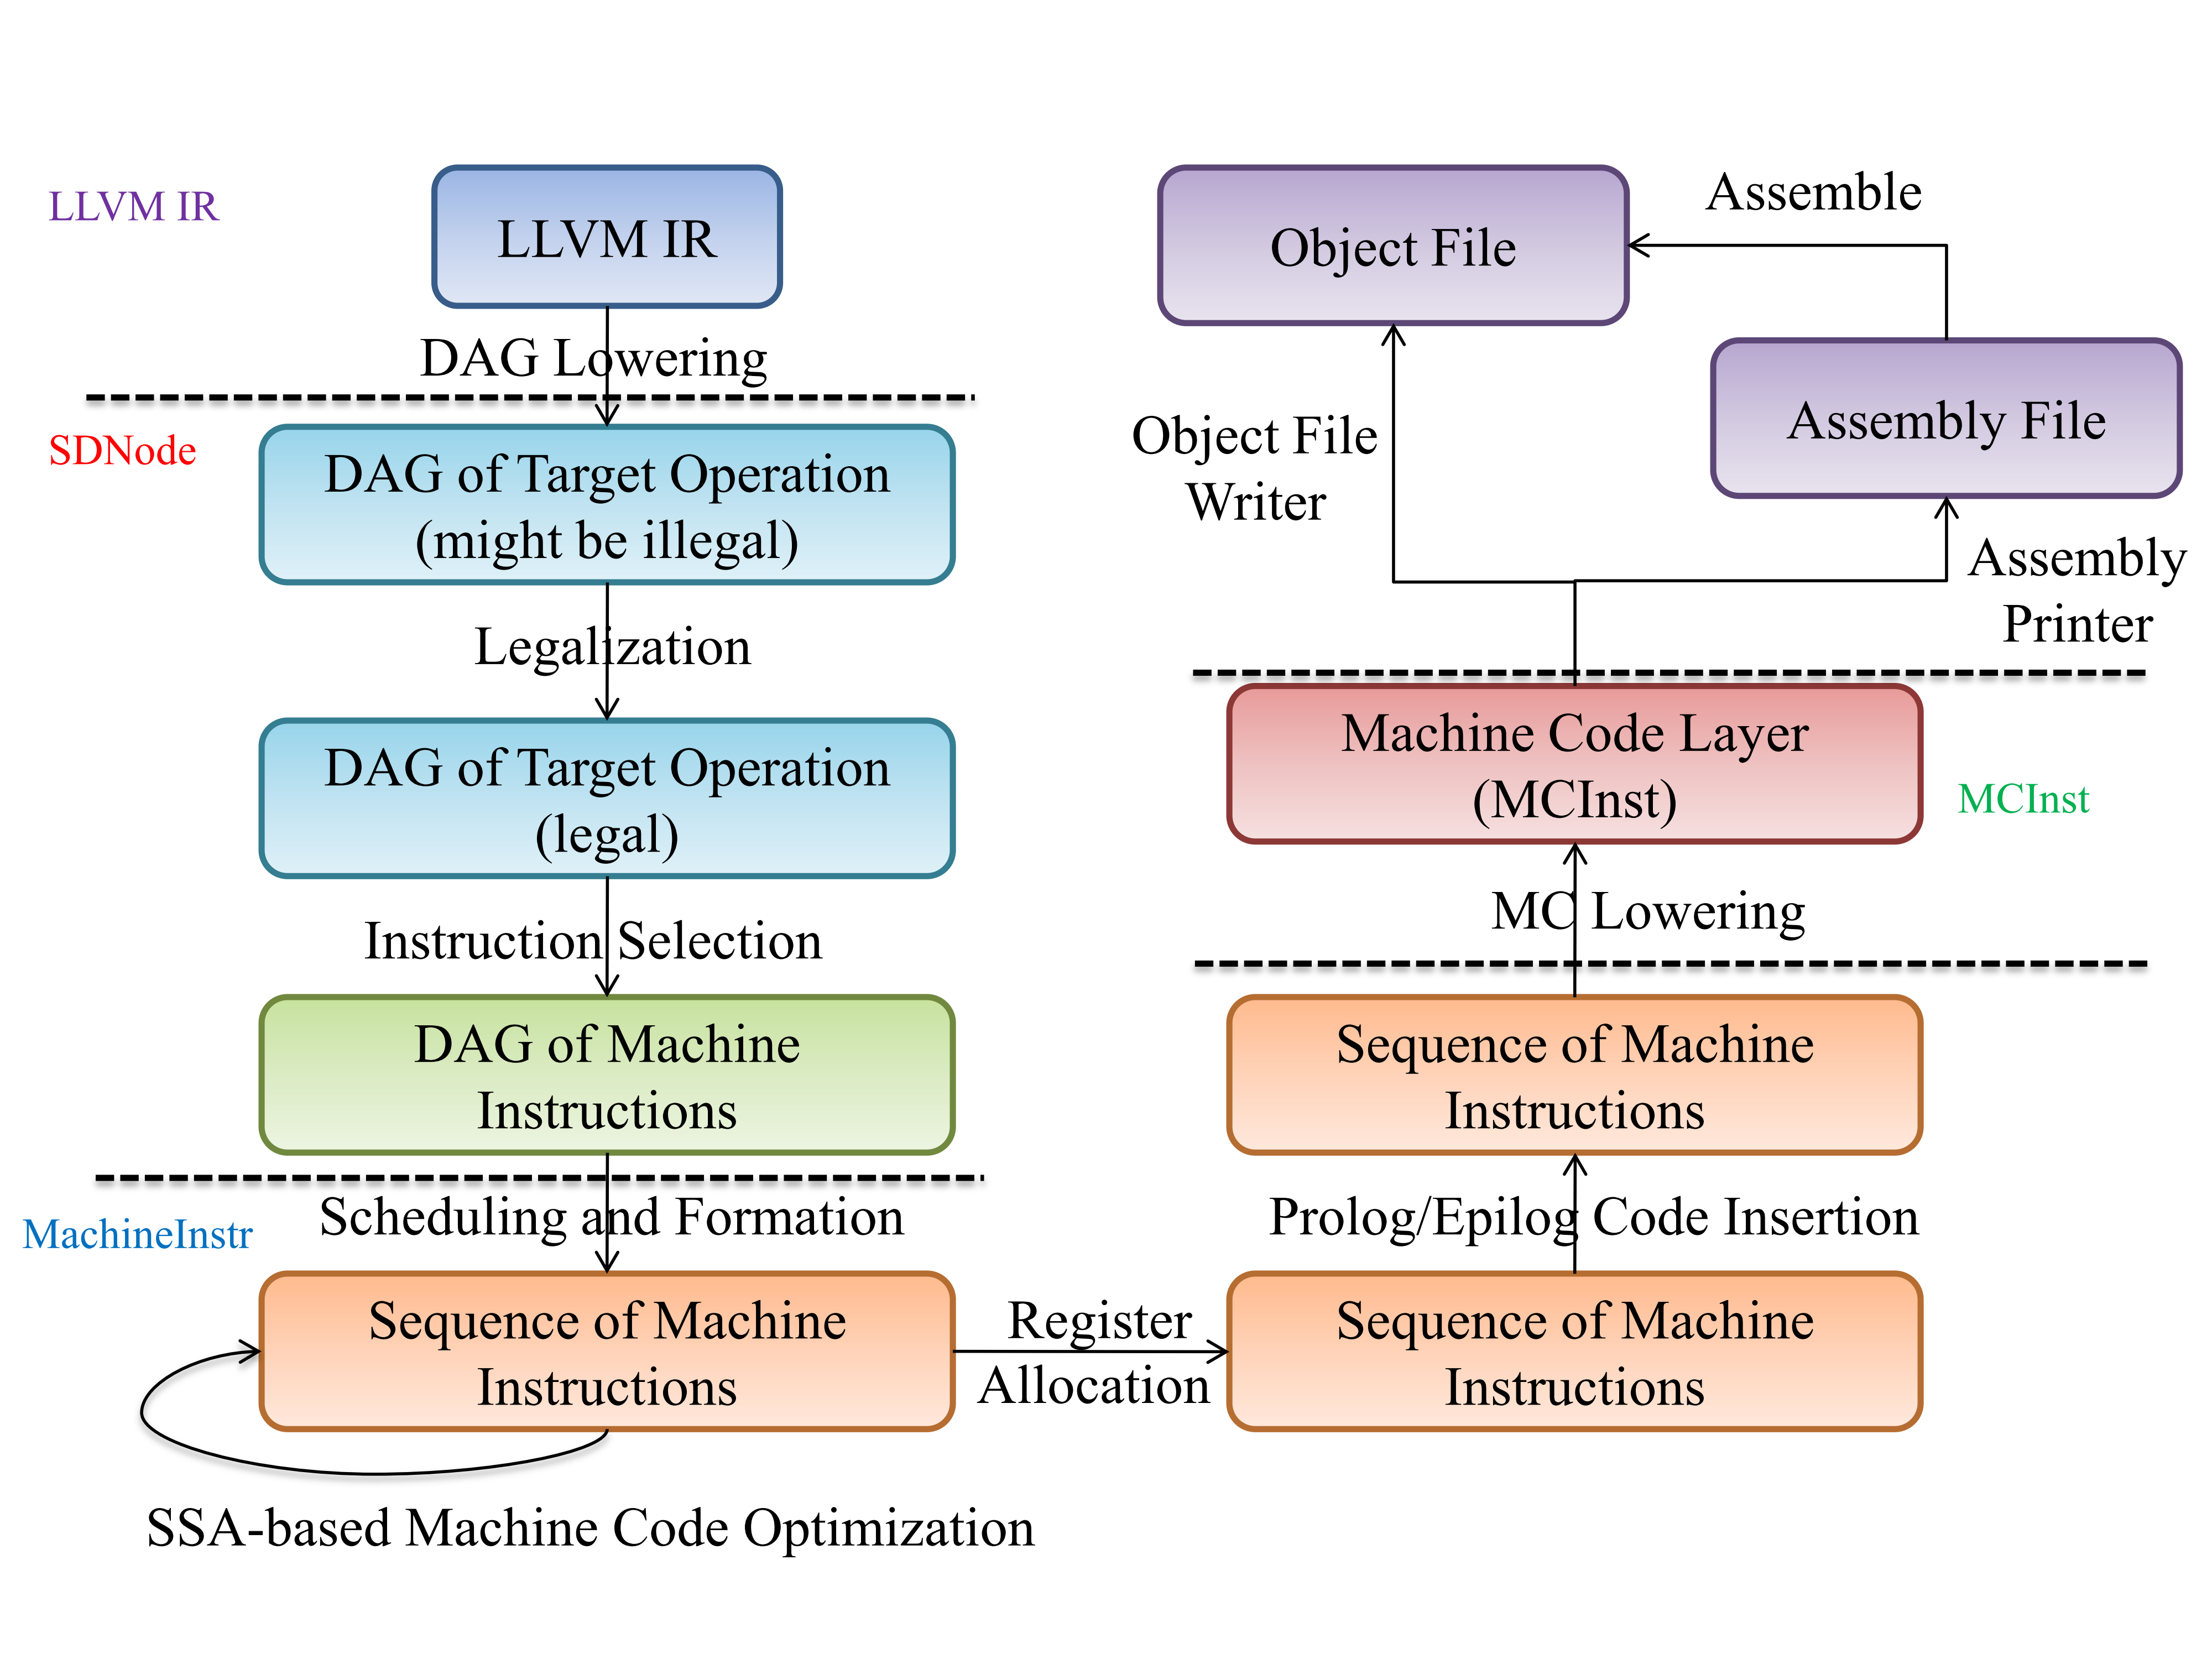 LLVM IR
LLVM IR
DAG Lowering
SDNode
DAG of Target Operation
(might be illegal)
Legalization
DAG of Target Operation
(legal)
Instruction Selection
DAG of Machine
Instructions
MachineInstr
Scheduling and Formation
Sequence of Machine
Instructions
SSA-based Machine Code Optimization
Register
Allocation
Sequence of Machine
Instructions
Prolog/Epilog Code Insertion
Sequence of Machine
Instructions
MC Lowering
Machine Code Layer
(MCInst)
MCInst
Object File
Writer
Assembly
Printer
Assembly File
Assemble
Object File